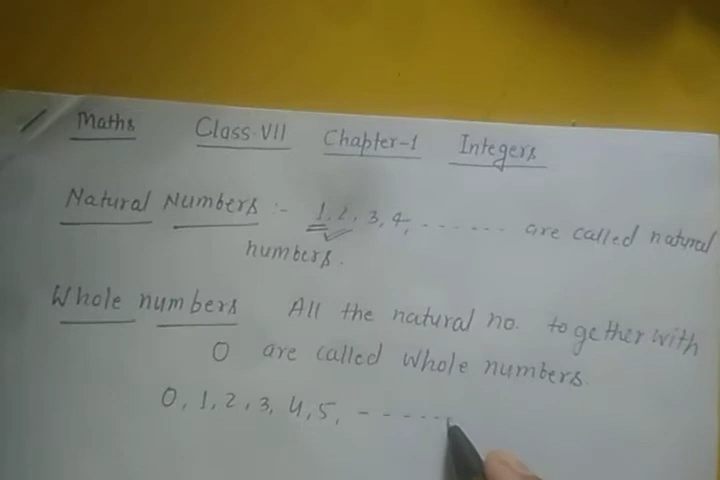 Maths Class VII Chapter-1 Integers
Natural Numbers :- 1, 2, 3, 4, ------- are called natural
numbers.
Whole numbers All the natural no. together with
0 are called whole numbers.
0, 1, 2, 3, 4, 5, ------